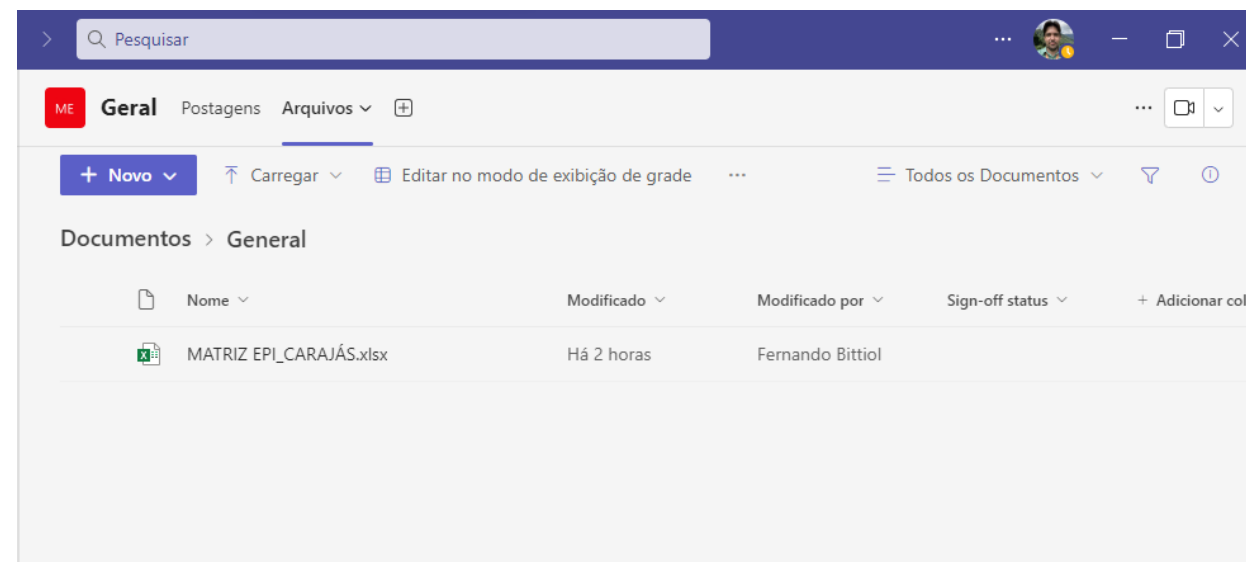 Pesquisar
ME Geral Postagens Arquivos
+ Novo Carregar Editar no modo de exibição de grade ... Todos os Documentos
Documentos > General
Nome Modificado Modificado por Sign-off status + Adicionar col
MATRIZ EPI_CARAJÁS.xlsx Há 2 horas Fernando Bittiol